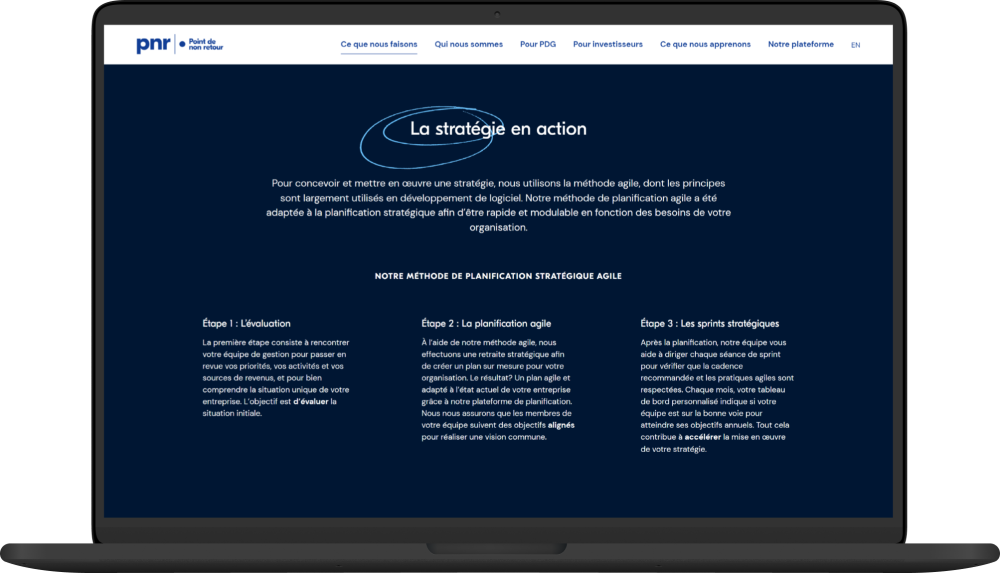 pnr Point de
non retour
Ce que nous faisons Qui nous sommes Pour PDG Pour investisseurs Ce que nous apprenons Notre plateforme EN
La stratégie en action
Pour concevoir et mettre en œuvre une stratégie, nous utilisons la méthode agile, dont les principes
sont largement utilisés en développement de logiciel. Notre méthode de planification agile a été
adaptée à la planification stratégique afin d'être rapide et modulable en fonction des besoins de votre
organisation.
NOTRE MÉTHODE DE PLANIFICATION STRATÉGIQUE AGILE
Étape 1 : L'évaluation
La première étape consiste à rencontrer
votre équipe de gestion pour passer en
revue vos priorités, vos activités et vos
sources de revenus, et pour bien
comprendre la situation unique de votre
entreprise. L'objectif est d'évaluer la
situation initiale.
Étape 2 : La planification agile
À l'aide de notre méthode agile, nous
effectuons une retraite stratégique afin
de créer un plan sur mesure pour votre
organisation. Le résultat? Un plan agile et
adapté à l'état actuel de votre entreprise
grâce à notre plateforme de planification.
Nous nous assurons que les membres de
votre équipe suivent des objectifs alignés
pour réaliser une vision commune.
Étape 3 : Les sprints stratégiques
Après la planification, notre équipe vous
aide à diriger chaque séance de sprint
pour vérifier que la cadence
recommandée et les pratiques agiles sont
respectées. Chaque mois, votre tableau
de bord personnalisé indique si votre
équipe est sur la bonne voie pour
atteindre ses objectifs annuels. Tout cela
contribue à accélérer la mise en œuvre
de votre stratégie.